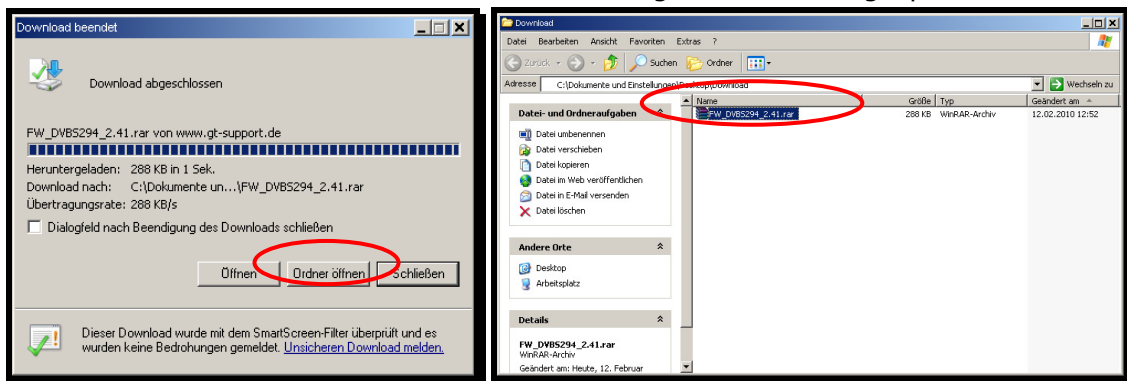 Download beendet
Download abgeschlossen
FW_DVBS294_2.41.rar von www.gt-support.de
Heruntergeladen: 288 KB in 1 Sek.
Download nach: C:\Dokumente un...\FW_DVBS294_2.41.rar
Übertragungsrate: 288 KB/s
Dialogfeld nach Beendigung des Downloads schließen
Öffnen Ordner öffnen Schließen
Dieser Download wurde mit dem SmartScreen-Filter überprüft und es
wurden keine Bedrohungen gemeldet. Unsicheren Download melden.
Download
Datei Bearbeiten Ansicht Favoriten Extras ?
Zurück Suchen Ordner
Adresse C:\Dokumente und Einstellungen\Desktop\Download Wechseln zu
Name Größe Typ Geändert am
FW_DVBS294_2.41.rar 288 KB WinRAR-Archiv 12.02.2010 12:52
Datei- und Ordneraufgaben
Datei umbenennen
Datei verschieben
Datei kopieren
Datei im Web veröffentlichen
Datei in E-Mail versenden
Datei löschen
Andere Orte
Desktop
Arbeitsplatz
Details
FW_DVBS294_2.41.rar
WinRAR-Archiv
Geändert am: Heute, 12. Februar